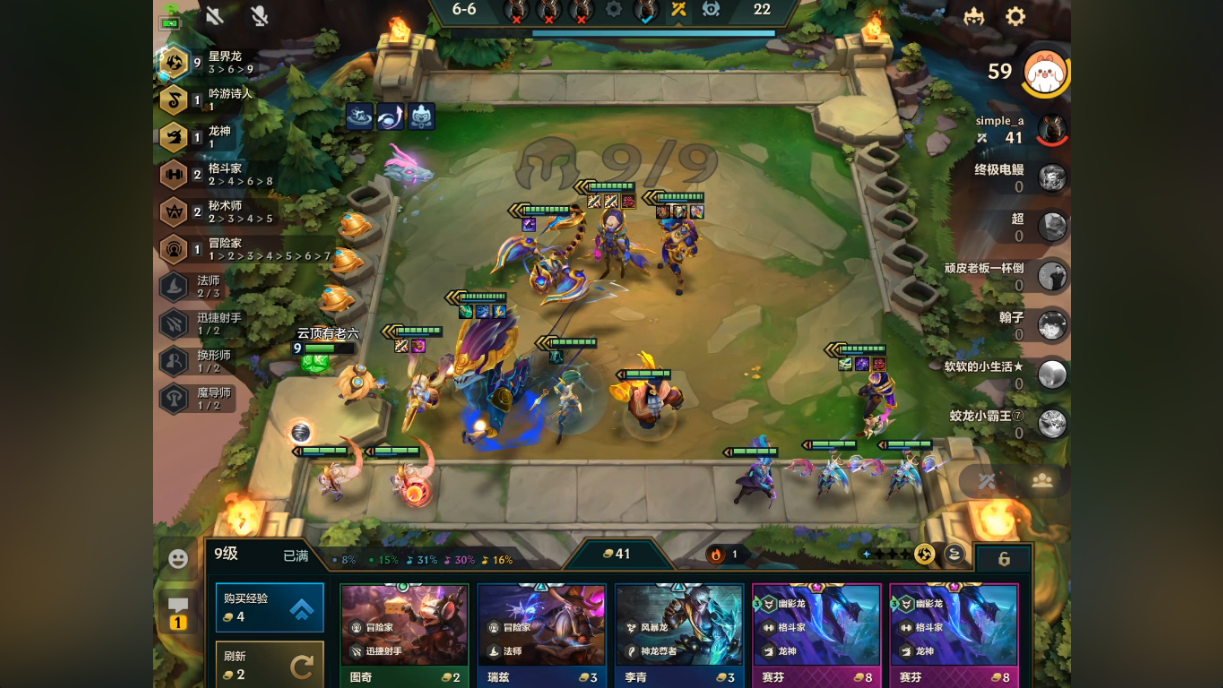 6-6
22
9 星界龙
3 > 6 > 9
1 吟游诗人
1
1 龙神
1
2 格斗家
2 > 4 > 6 > 8
2 秘术师
2 > 3 > 4 > 5
1 冒险家
1 > 2 > 3 > 4 > 5 > 6 > 7
法师
2 / 3
迅捷射手
1 / 2
换形师
1 / 2
魔导师
1 / 2
9/9
云顶有老六
9
59
simple_a
41
终极电鳗
0
超
0
顽皮老板一杯倒
0
翰子
0
软软的小生活★
0
蛟龙小霸王⑦
0
9级
已满
8%
15%
31%
30%
16%
41
1
6
1
购买经验
4
刷新
2
冒险家
迅捷射手
图奇
2
冒险家
法师
瑞兹
3
风暴龙
神龙尊者
李青
3
3 幽影龙
格斗家
龙神
赛芬
8
3 幽影龙
格斗家
龙神
赛芬
8